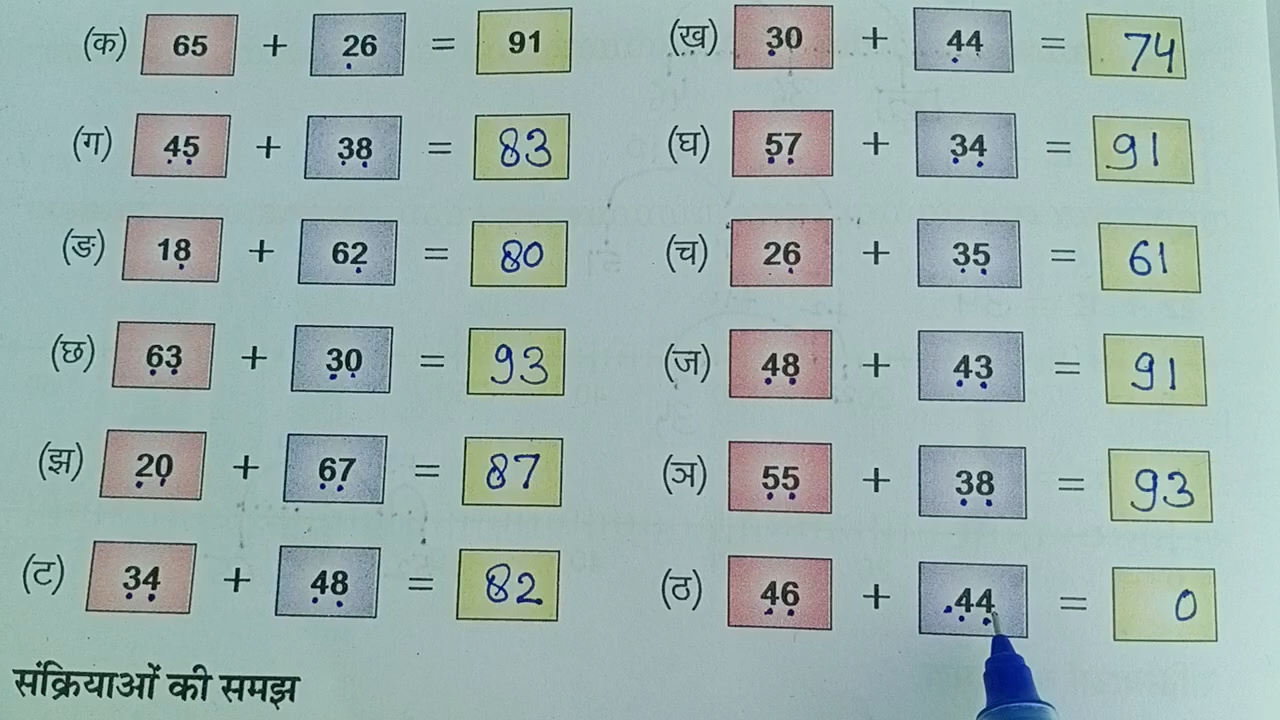 (क) 65 + 26 = 91 (ख) 30 + 44 = 74
(ग) 45 + 38 = 83 (घ) 57 + 34 = 91
(ङ) 18 + 62 = 80 (च) 26 + 35 = 61
(छ) 63 + 30 = 93 (ज) 48 + 43 = 91
(झ) 20 + 67 = 87 (ञ) 55 + 38 = 93
(ट) 34 + 48 = 82 (ठ) 46 + 44 = 0
संक्रियाओं की समझ